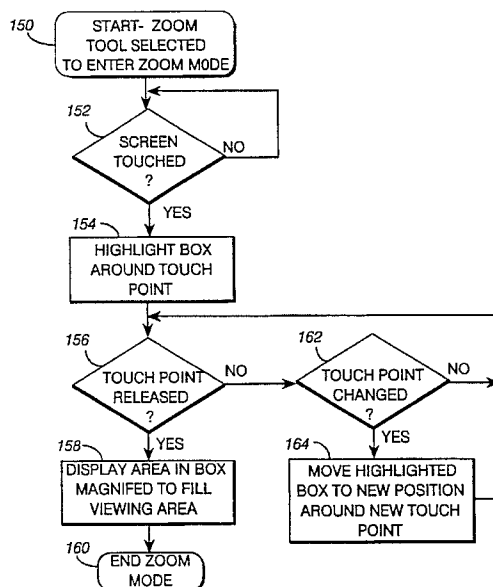 150
START- ZOOM
TOOL SELECTED
TO ENTER ZOOM MODE
152
SCREEN
TOUCHED
?
NO
YES
154
HIGHLIGHT BOX
AROUND TOUCH
POINT
156
TOUCH POINT
RELEASED
?
NO
YES
162
TOUCH POINT
CHANGED
?
NO
YES
158
DISPLAY AREA IN BOX
MAGNIFED TO FILL
VIEWING AREA
164
MOVE HIGHLIGHTED
BOX TO NEW POSITION
AROUND NEW TOUCH
POINT
160
END ZOOM
MODE